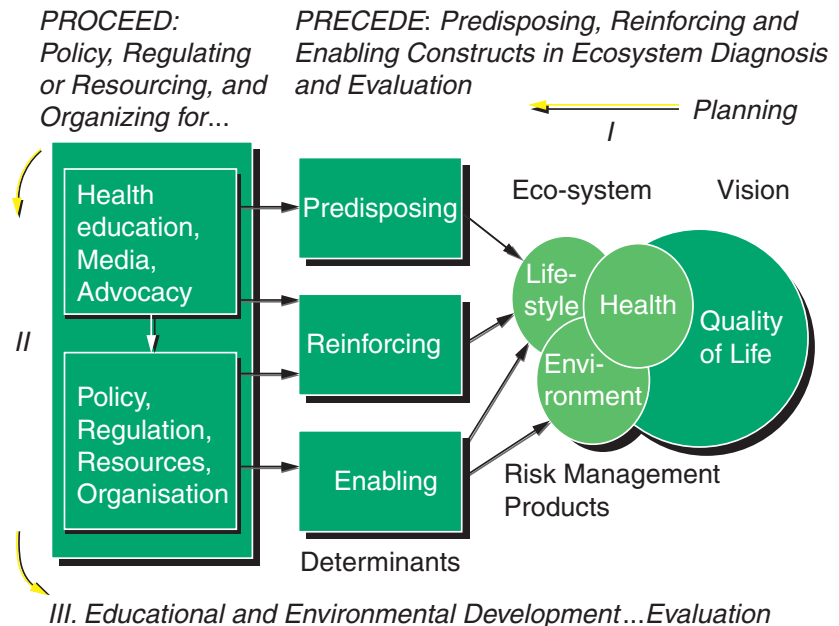 PROCEED:
Policy, Regulating
or Resourcing, and
Organizing for...
PRECEDE: Predisposing, Reinforcing and
Enabling Constructs in Ecosystem Diagnosis
and Evaluation
I
Planning
Health
education,
Media,
Advocacy
Policy,
Regulation,
Resources,
Organisation
II
Predisposing
Reinforcing
Enabling
Determinants
Eco-system
Vision
Life-
style
Health
Envi-
ronment
Quality
of Life
Risk Management
Products
III. Educational and Environmental Development...Evaluation